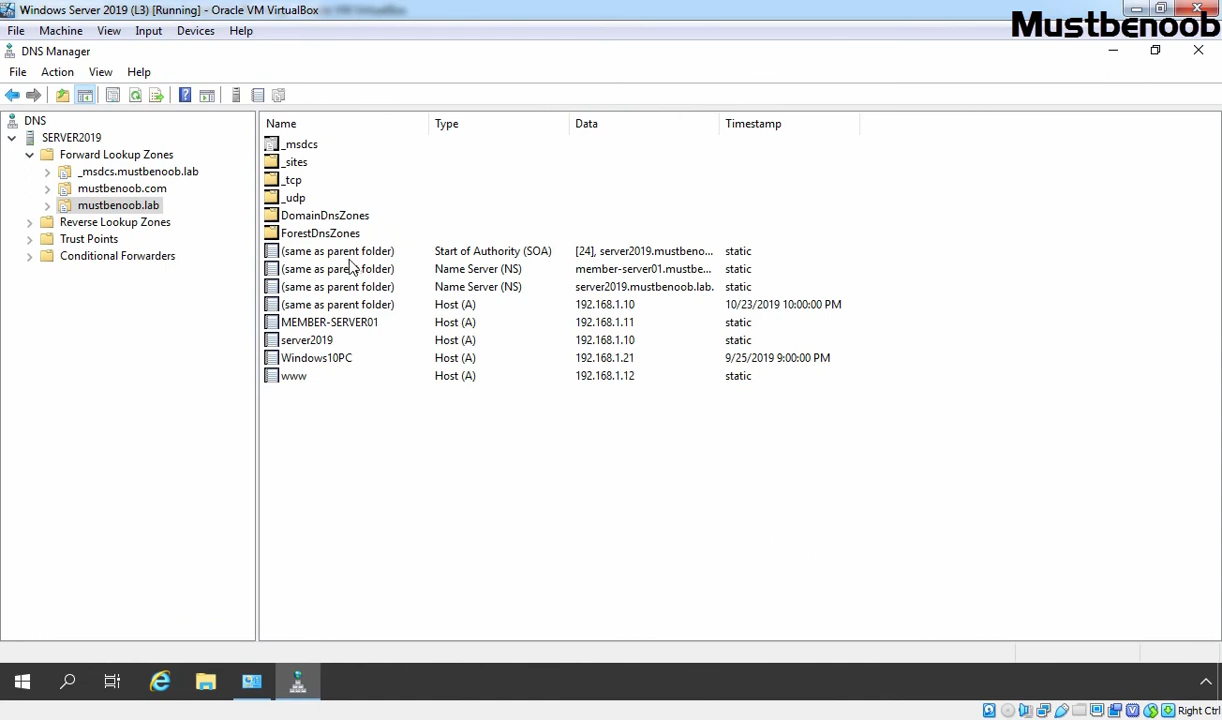 Windows Server 2019 (L3) [Running] - Oracle VM VirtualBox
Mustbenoob
File Machine View Input Devices Help
DNS Manager
File Action View Help
DNS
SERVER2019
Forward Lookup Zones
_msdcs.mustbenoob.lab
mustbenoob.com
mustbenoob.lab
Reverse Lookup Zones
Trust Points
Conditional Forwarders
Name Type Data Timestamp
_msdcs
_sites
_tcp
_udp
DomainDnsZones
ForestDnsZones
(same as parent folder) Start of Authority (SOA) [24], server2019.mustbeno... static
(same as parent folder) Name Server (NS) member-server01.mustbe... static
(same as parent folder) Name Server (NS) server2019.mustbenoob.lab. static
(same as parent folder) Host (A) 192.168.1.10 10/23/2019 10:00:00 PM
MEMBER-SERVER01 Host (A) 192.168.1.11 static
server2019 Host (A) 192.168.1.10 static
Windows10PC Host (A) 192.168.1.21 9/25/2019 9:00:00 PM
www Host (A) 192.168.1.12 static
Right Ctrl